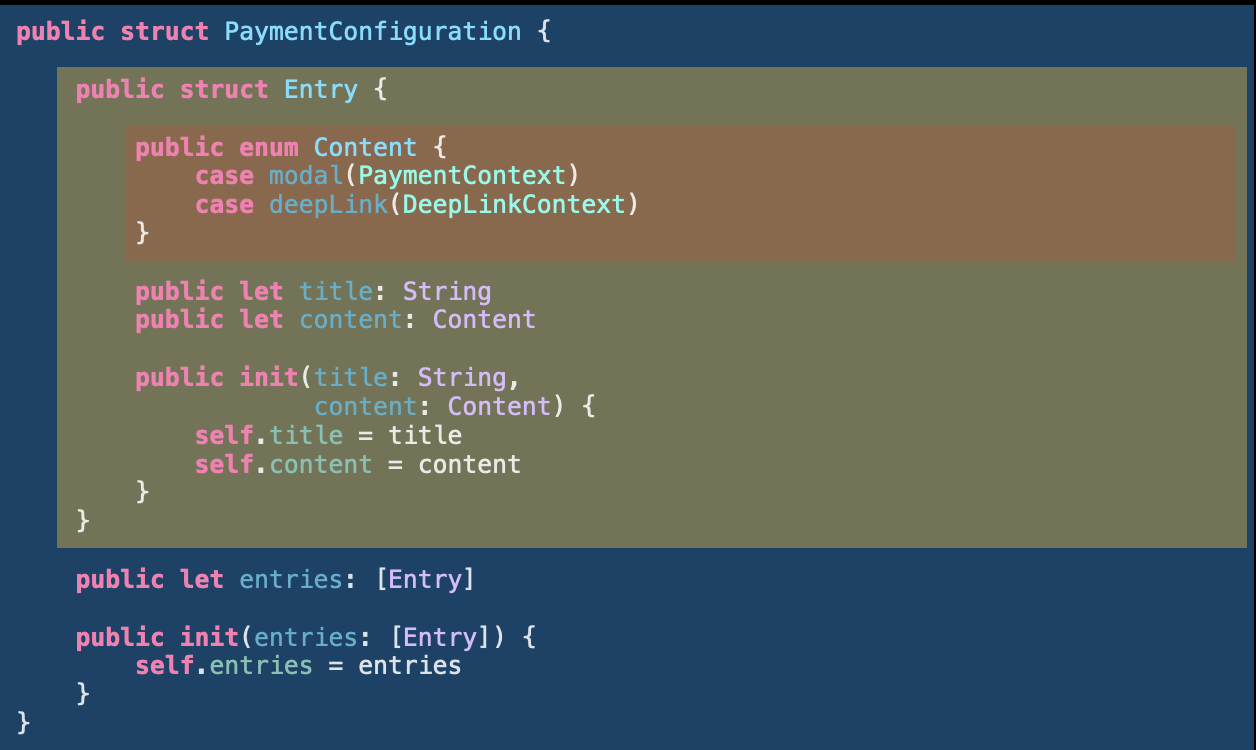 public struct PaymentConfiguration {
public struct Entry {
public enum Content {
case modal(PaymentContext)
case deepLink(DeepLinkContext)
}
public let title: String
public let content: Content
public init(title: String,
content: Content) {
self.title = title
self.content = content
}
}
public let entries: [Entry]
public init(entries: [Entry]) {
self.entries = entries
}
}